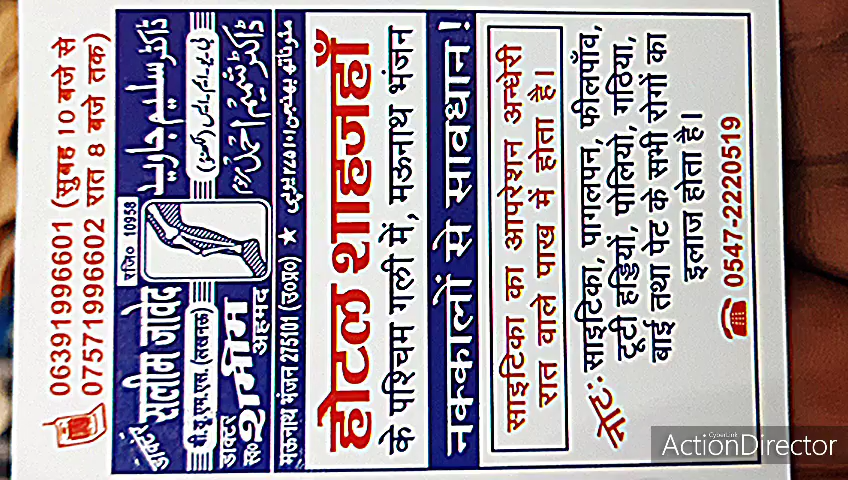 06391996601 (सुबह 10 बजे से
07571996602 रात 8 बजे तक)
डाक्टर सलीम जावेद
बी.यू.एम.एस. (लखनऊ)
डाक्टर शमीम अहमद
स्व०
रजि० 10958
ڈاکٹر سلیم جاوید
ڈاکٹر شمیم احمد
मऊनाथ भंजन 275101 (उ०प्र०) ★
होटल शाहजहाँ
के पश्चिम गली में, मऊनाथ भंजन
नक्कालों से सावधान!
साइटिका का आपरेशन अन्धेरी
रात वाले पाख में होता है।
नोट: साइटिका, पागलपन, फीलपाँव,
टूटी हड्डियों, पोलियो, गठिया,
बाई तथा पेट के सभी रोगों का
इलाज होता है।
☎ 0547-2220519
CyberLink
ActionDirector